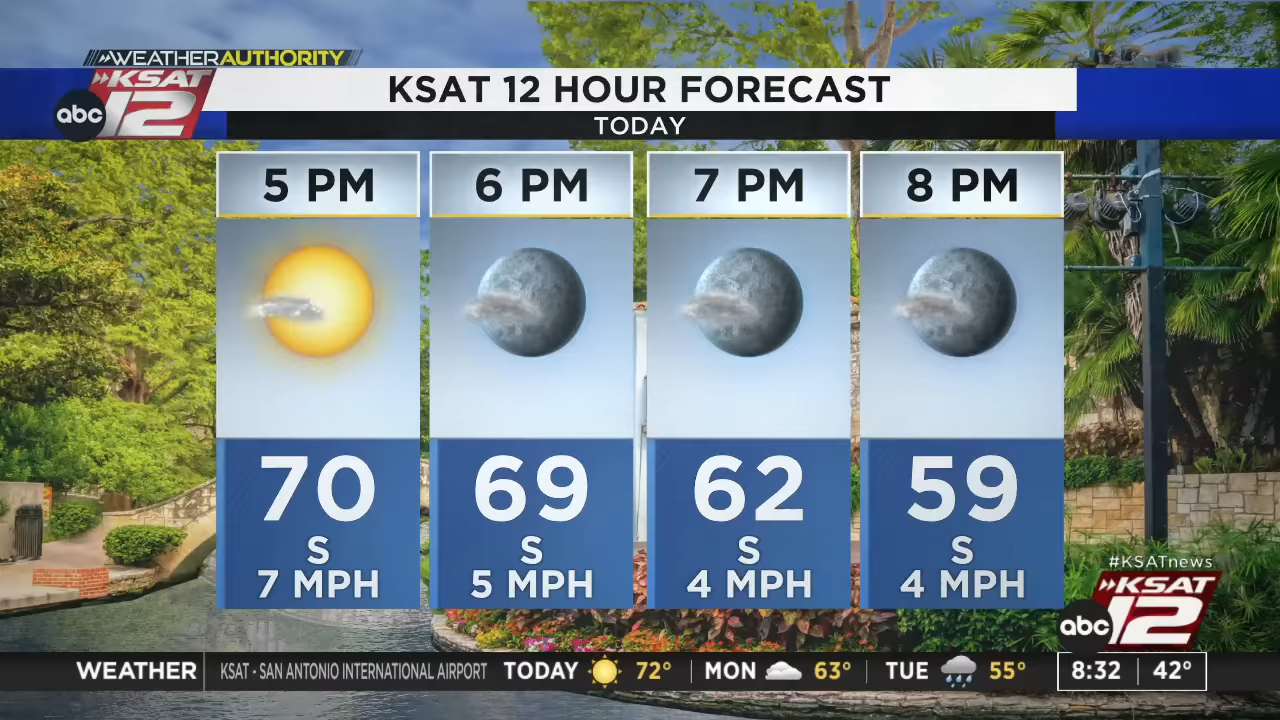 WEATHERAUTHORITY
KSAT
abc 12
KSAT 12 HOUR FORECAST
TODAY
5 PM 6 PM 7 PM 8 PM
70 69 62 59
S S S S
7 MPH 5 MPH 4 MPH 4 MPH
#KSATnews
KSAT
abc 12
WEATHER KSAT - SAN ANTONIO INTERNATIONAL AIRPORT TODAY 72° MON 63° TUE 55° 8:32 42°